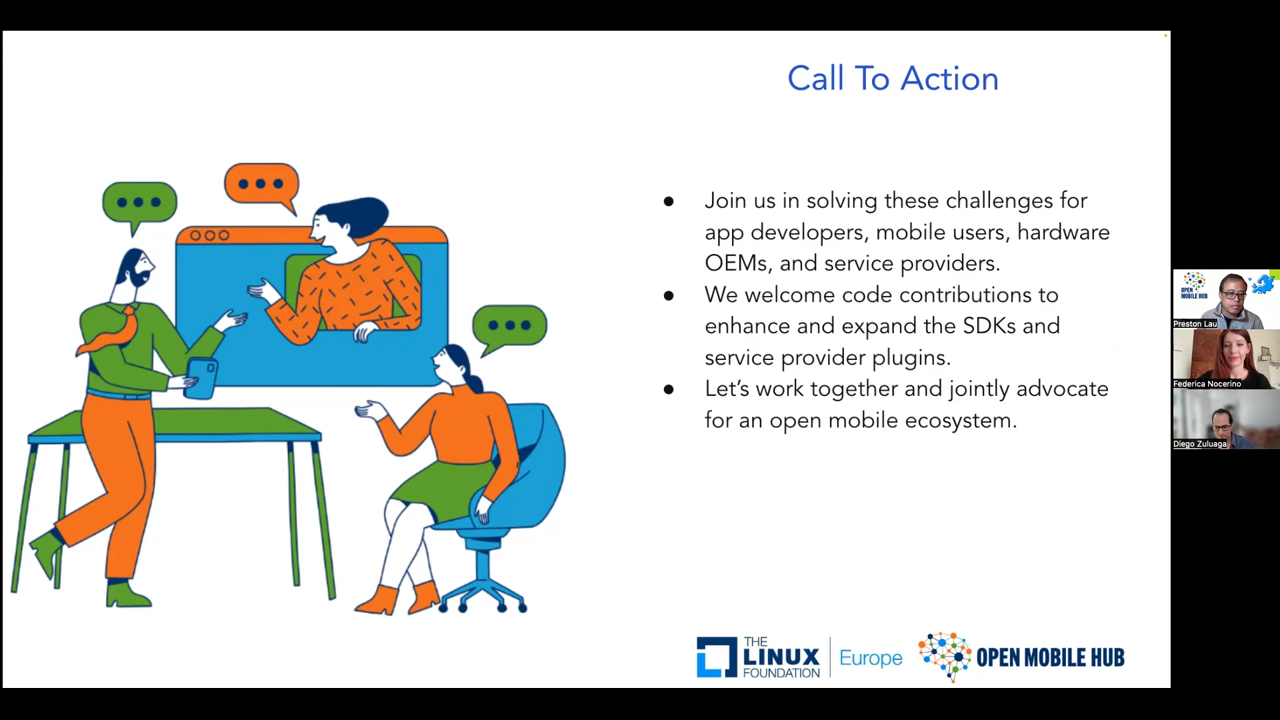 Call To Action
● Join us in solving these challenges for
app developers, mobile users, hardware
OEMs, and service providers.
● We welcome code contributions to
enhance and expand the SDKs and
service provider plugins.
● Let’s work together and jointly advocate
for an open mobile ecosystem.
OPEN
MOBILE HUB
Preston Lau
Federica Nocerino
Diego Zuluaga
THE
LINUX
FOUNDATION
Europe
OPEN MOBILE HUB